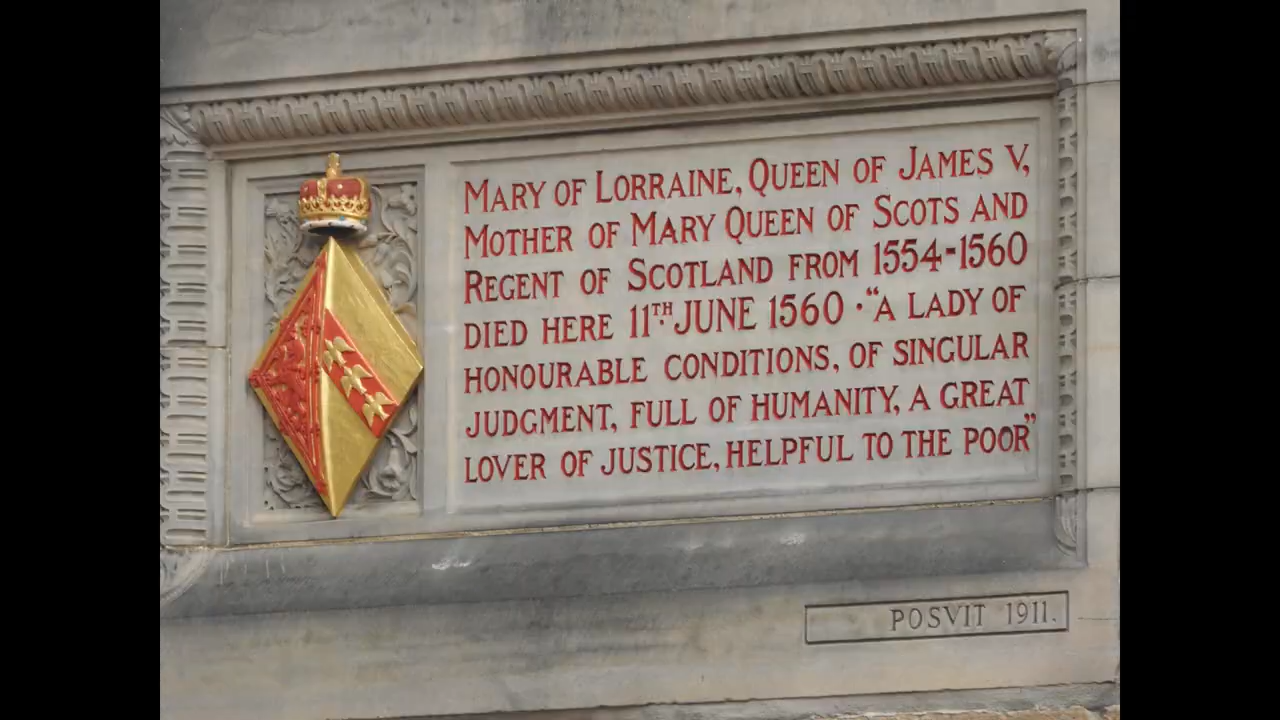 MARY OF LORRAINE, QUEEN OF JAMES V,
MOTHER OF MARY QUEEN OF SCOTS AND
REGENT OF SCOTLAND FROM 1554-1560
DIED HERE 11TH JUNE 1560 · “A LADY OF
HONOURABLE CONDITIONS, OF SINGULAR
JUDGMENT, FULL OF HUMANITY, A GREAT
LOVER OF JUSTICE, HELPFUL TO THE POOR”
POSVIT 1911.